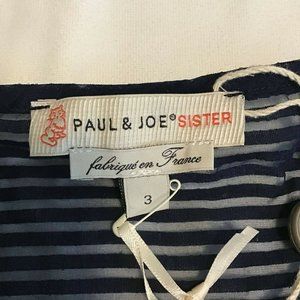 PAUL & JOE® SISTER
fabriqué en France
3